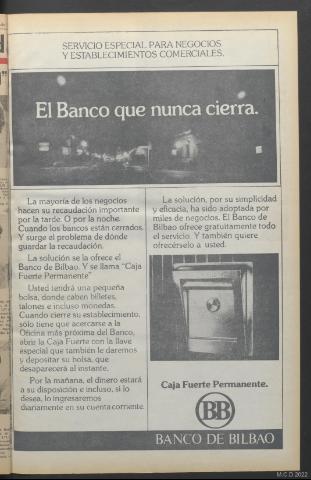 SERVICIO ESPECIAL PARA NEGOCIOS
Y ESTABLECIMIENTOS COMERCIALES.
El Banco que nunca cierra.
La mayoría de los negocios
hacen su recaudación importante
por la tarde. O por la noche.
Cuando los bancos están cerrados.
Y surge el problema de dónde
guardar la recaudación.
La solución se la ofrece el
Banco de Bilbao. Y se llama "Caja
Fuerte Permanente"
Usted tendrá una pequeña
bolsa, donde caben billetes,
talones e incluso monedas.
Cuando cierre su establecimiento,
sólo tiene que acercarse a la
Oficina más próxima del Banco,
abrir la Caja Fuerte con la llave
especial que también le daremos
y depositar su bolsa, que
desaparecerá al instante.
Por la mañana, el dinero estará
a su disposición e incluso, si lo
desea, lo ingresaremos
diariamente en su cuenta corriente.
La solución, por su simplicidad
y eficacia, ha sido adoptada por
miles de negocios. El Banco de
Bilbao ofrece gratuitamente todo
el servicio. Y también quiere
ofrecérselo a usted.
Caja Fuerte Permanente.
BB
BANCO DE BILBAO
M.C.D. 2022